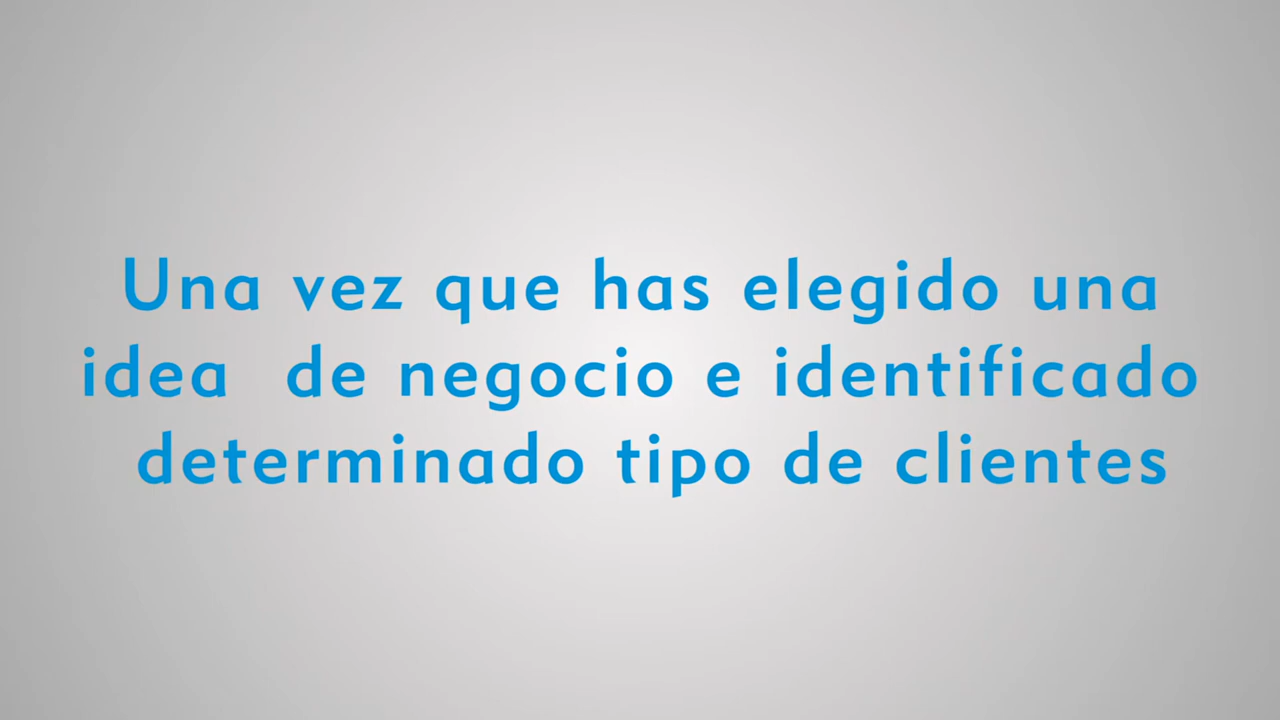 Una vez que has elegido una
idea de negocio e identificado
determinado tipo de clientes